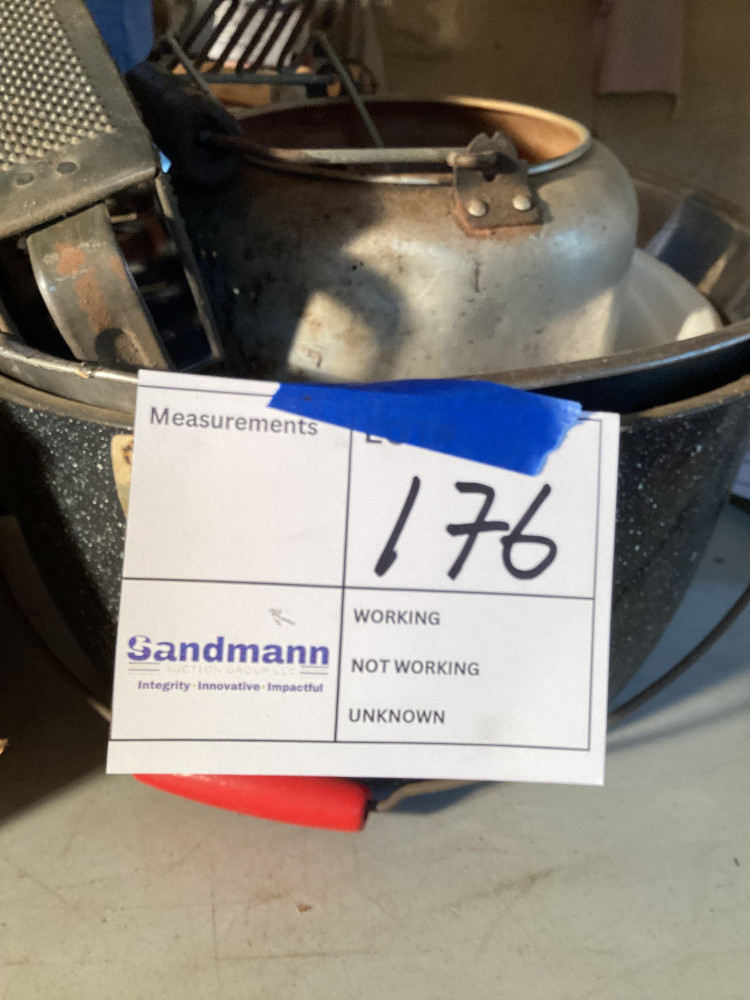 Measurements
176
Sandmann
AUCTION GROUP LLC
Integrity · Innovative · Impactful
WORKING
NOT WORKING
UNKNOWN